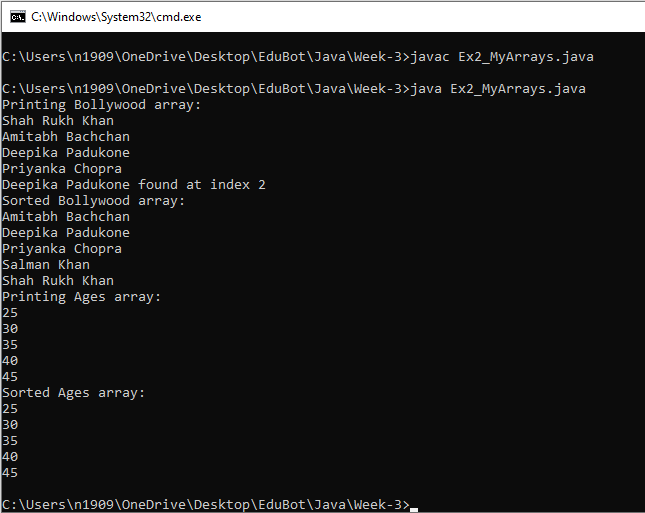 C:\Windows\System32\cmd.exe
C:\Users\n1909\OneDrive\Desktop\EduBot\Java\Week-3>javac Ex2_MyArrays.java
C:\Users\n1909\OneDrive\Desktop\EduBot\Java\Week-3>java Ex2_MyArrays.java
Printing Bollywood array:
Shah Rukh Khan
Amitabh Bachchan
Deepika Padukone
Priyanka Chopra
Deepika Padukone found at index 2
Sorted Bollywood array:
Amitabh Bachchan
Deepika Padukone
Priyanka Chopra
Salman Khan
Shah Rukh Khan
Printing Ages array:
25
30
35
40
45
Sorted Ages array:
25
30
35
40
45
C:\Users\n1909\OneDrive\Desktop\EduBot\Java\Week-3>